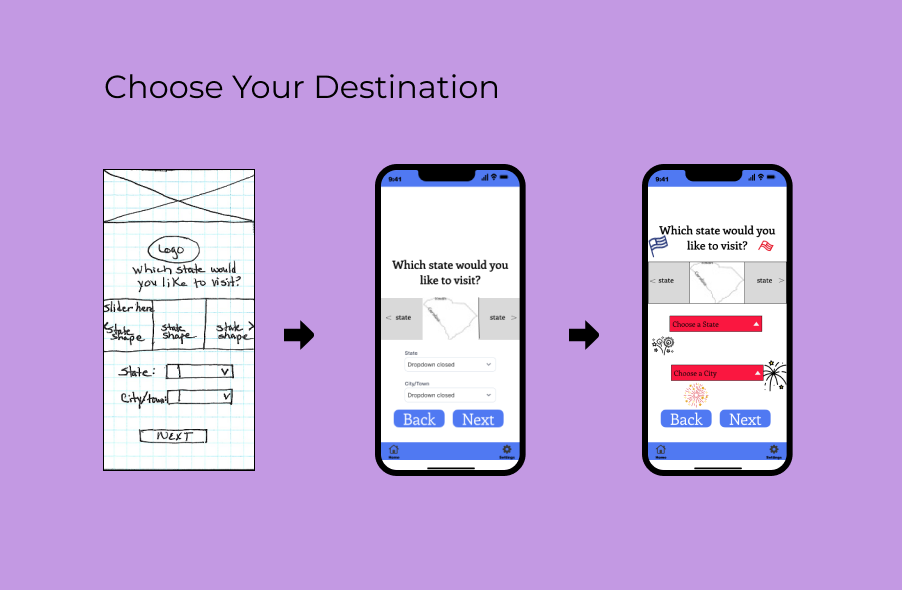 Choose Your Destination
Logo
Which state would
you like to visit?
Slider here
< State shape
State shape
State > shape
State: V
City/town: V
NEXT
9:41
Which state would you
like to visit?
< state
Carolina
state >
State
Dropdown closed
City/Town
Dropdown closed
Back Next
Home Settings
9:41
Which state would you
like to visit?
< state
Carolina
state >
Choose a State
Choose a City
Back Next
Home Settings